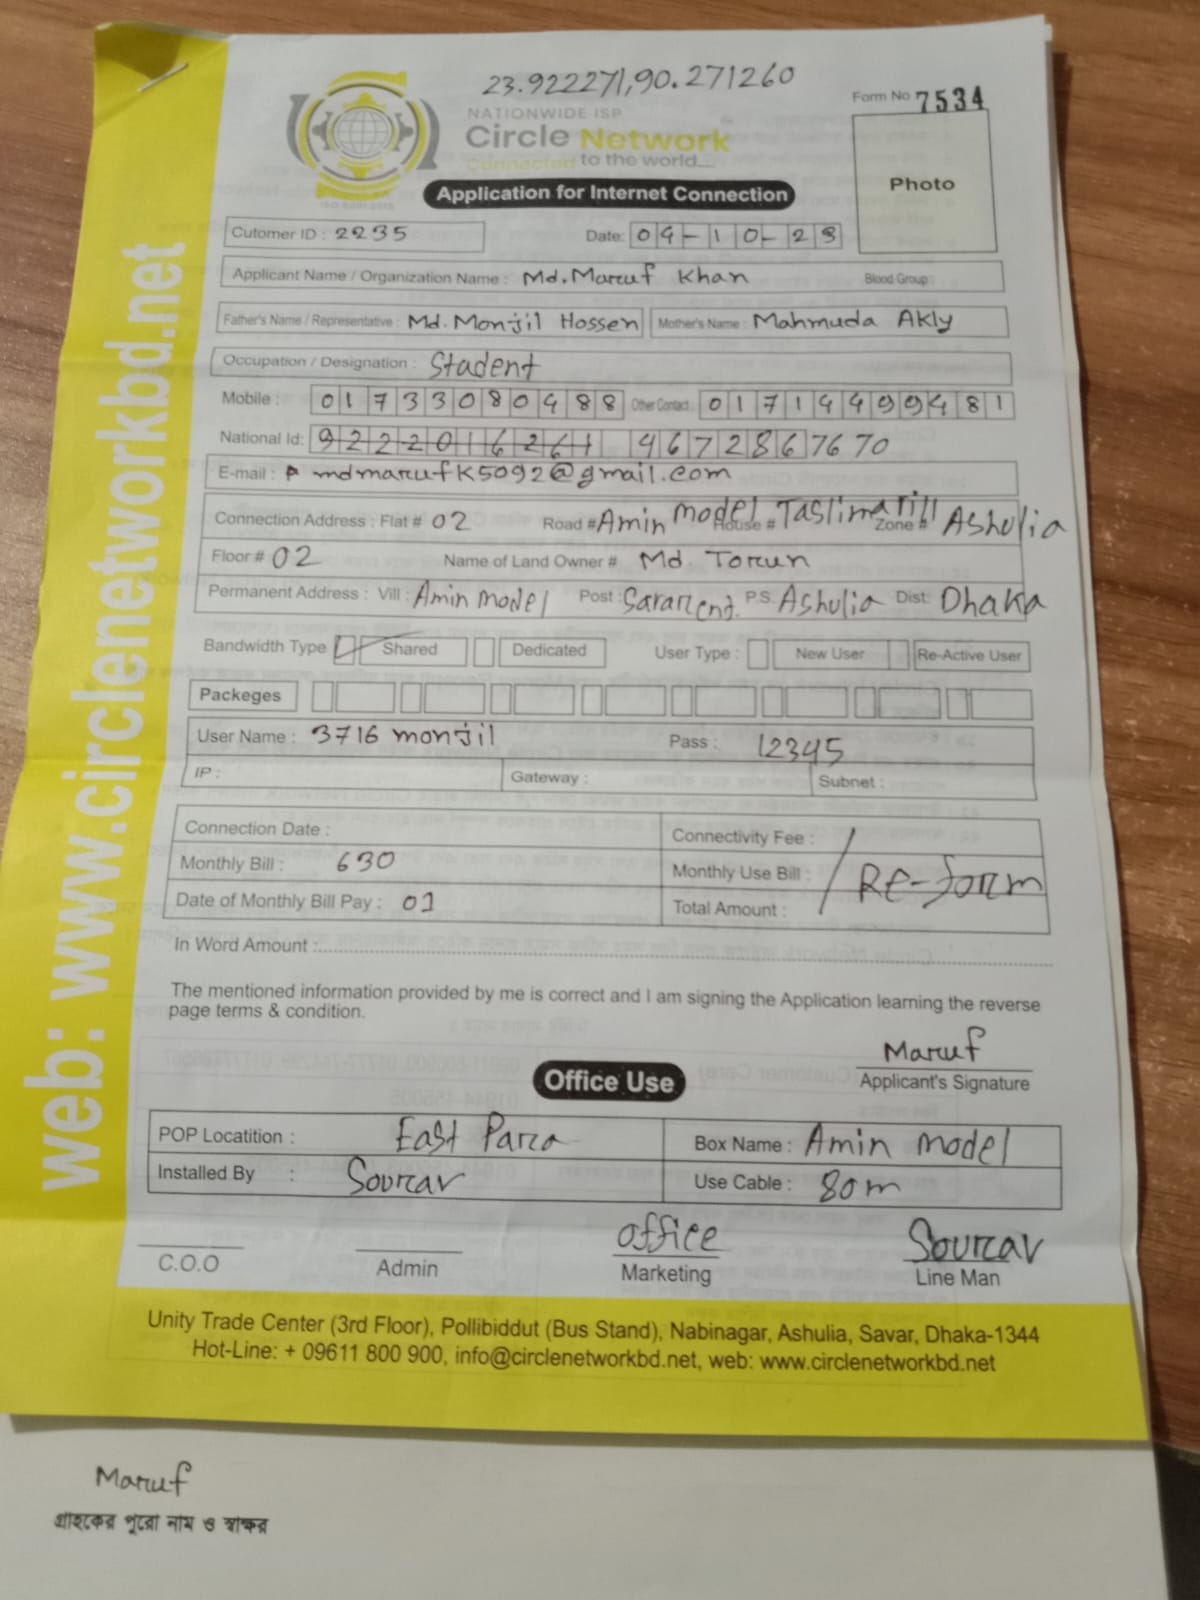 23.922271,90.271260
Form No 7534
NATIONWIDE ISP
Circle Network
Connected to the world....
ISO 9001:2015
Photo
Application for Internet Connection
Cutomer ID : 2235 Date: 04-10-23
Applicant Name / Organization Name : Md. Maruf Khan Blood Group:
Father's Name / Representative : Md. Monjil Hossen Mother's Name : Mahmuda Akly
Occupation / Designation : Stadent
Mobile : 01733080488 Other Contact : 01714499481
National Id: 9222016261 4672867670
E-mail : mdmarufk5092@gmail.com
Connection Address : Flat # 02 Road # Amin model House # Taslima Zone # Ashulia
Floor # 02 Name of Land Owner # Md. Torun
Permanent Address : Vill : Amin model Post : P.S. Ashulia Dist: Dhaka
Bandwidth Type Shared Dedicated User Type : New User Re-Active User
Packeges
User Name : 3716 monjil Pass : 12345
IP : Gateway : Subnet :
Connection Date : Connectivity Fee :
Monthly Bill : 630 Monthly Use Bill : Re-form
Date of Monthly Bill Pay : 01 Total Amount :
In Word Amount :
The mentioned information provided by me is correct and I am signing the Application learning the reverse
page terms & condition.
Maruf
Applicant's Signature
Office Use
POP Locatition : East Para Box Name : Amin model
Installed By : Sourav Use Cable : 80m
office Sourav
C.O.O Admin Marketing Line Man
Unity Trade Center (3rd Floor), Pollibiddut (Bus Stand), Nabinagar, Ashulia, Savar, Dhaka-1344
Hot-Line: + 09611 800 900, info@circlenetworkbd.net, web: www.circlenetworkbd.net
web: www.circlenetworkbd.net
Maruf
গ্রাহকের পুরো নাম ও স্বাক্ষর